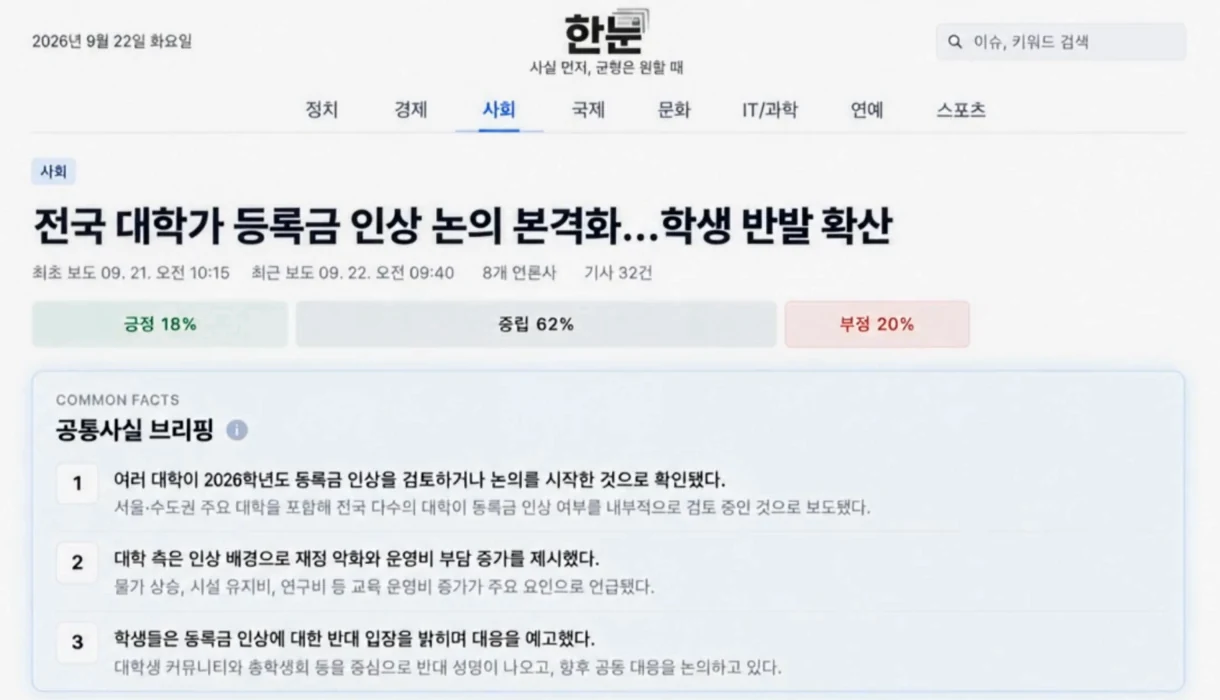 2026년 9월 22일 화요일
한눈
사실 먼저, 균형은 원할 때
이슈, 키워드 검색
정치 경제 사회 국제 문화 IT/과학 연예 스포츠
사회
전국 대학가 등록금 인상 논의 본격화...학생 반발 확산
최초 보도 09. 21. 오전 10:15 최근 보도 09. 22. 오전 09:40 8개 언론사 기사 32건
긍정 18% 중립 62% 부정 20%
COMMON FACTS
공통사실 브리핑
1 여러 대학이 2026학년도 등록금 인상을 검토하거나 논의를 시작한 것으로 확인됐다.
서울·수도권 주요 대학을 포함해 전국 다수의 대학이 등록금 인상 여부를 내부적으로 검토 중인 것으로 보도됐다.
2 대학 측은 인상 배경으로 재정 악화와 운영비 부담 증가를 제시했다.
물가 상승, 시설 유지비, 연구비 등 교육 운영비 증가가 주요 요인으로 언급됐다.
3 학생들은 등록금 인상에 대한 반대 입장을 밝히며 대응을 예고했다.
대학생 커뮤니티와 총학생회 등을 중심으로 반대 성명이 나오고, 향후 공동 대응을 논의하고 있다.